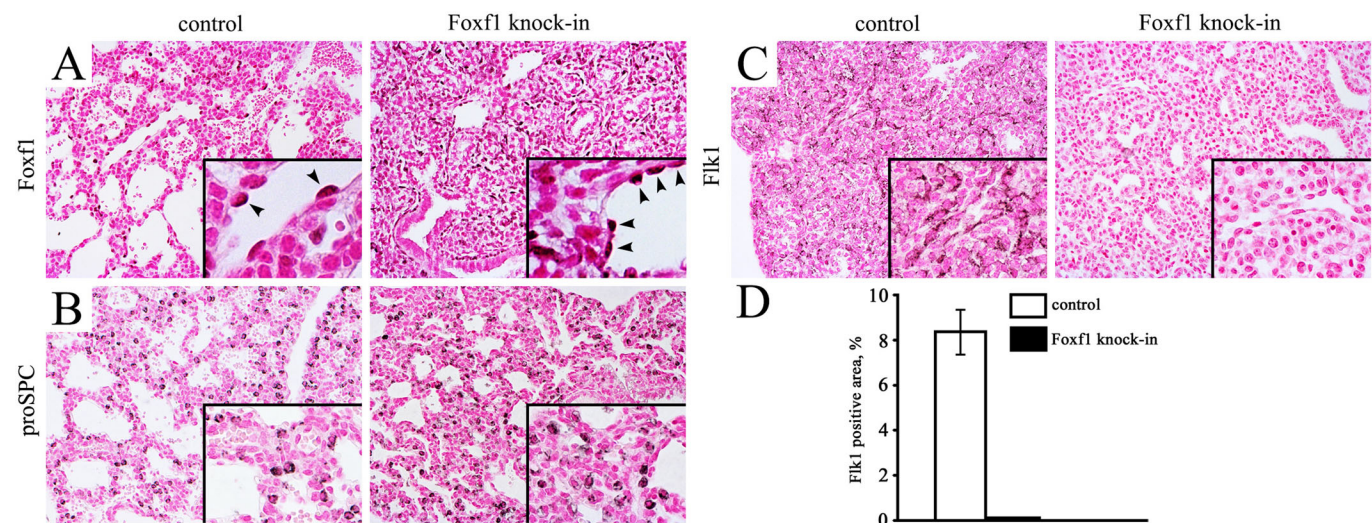 control
Foxf1 knock-in
control
Foxf1 knock-in
A
C
Foxf1
Flk1
B
proSPC
D
10
8
6
4
2
0
Flk1 positive area, %
control
Foxf1 knock-in